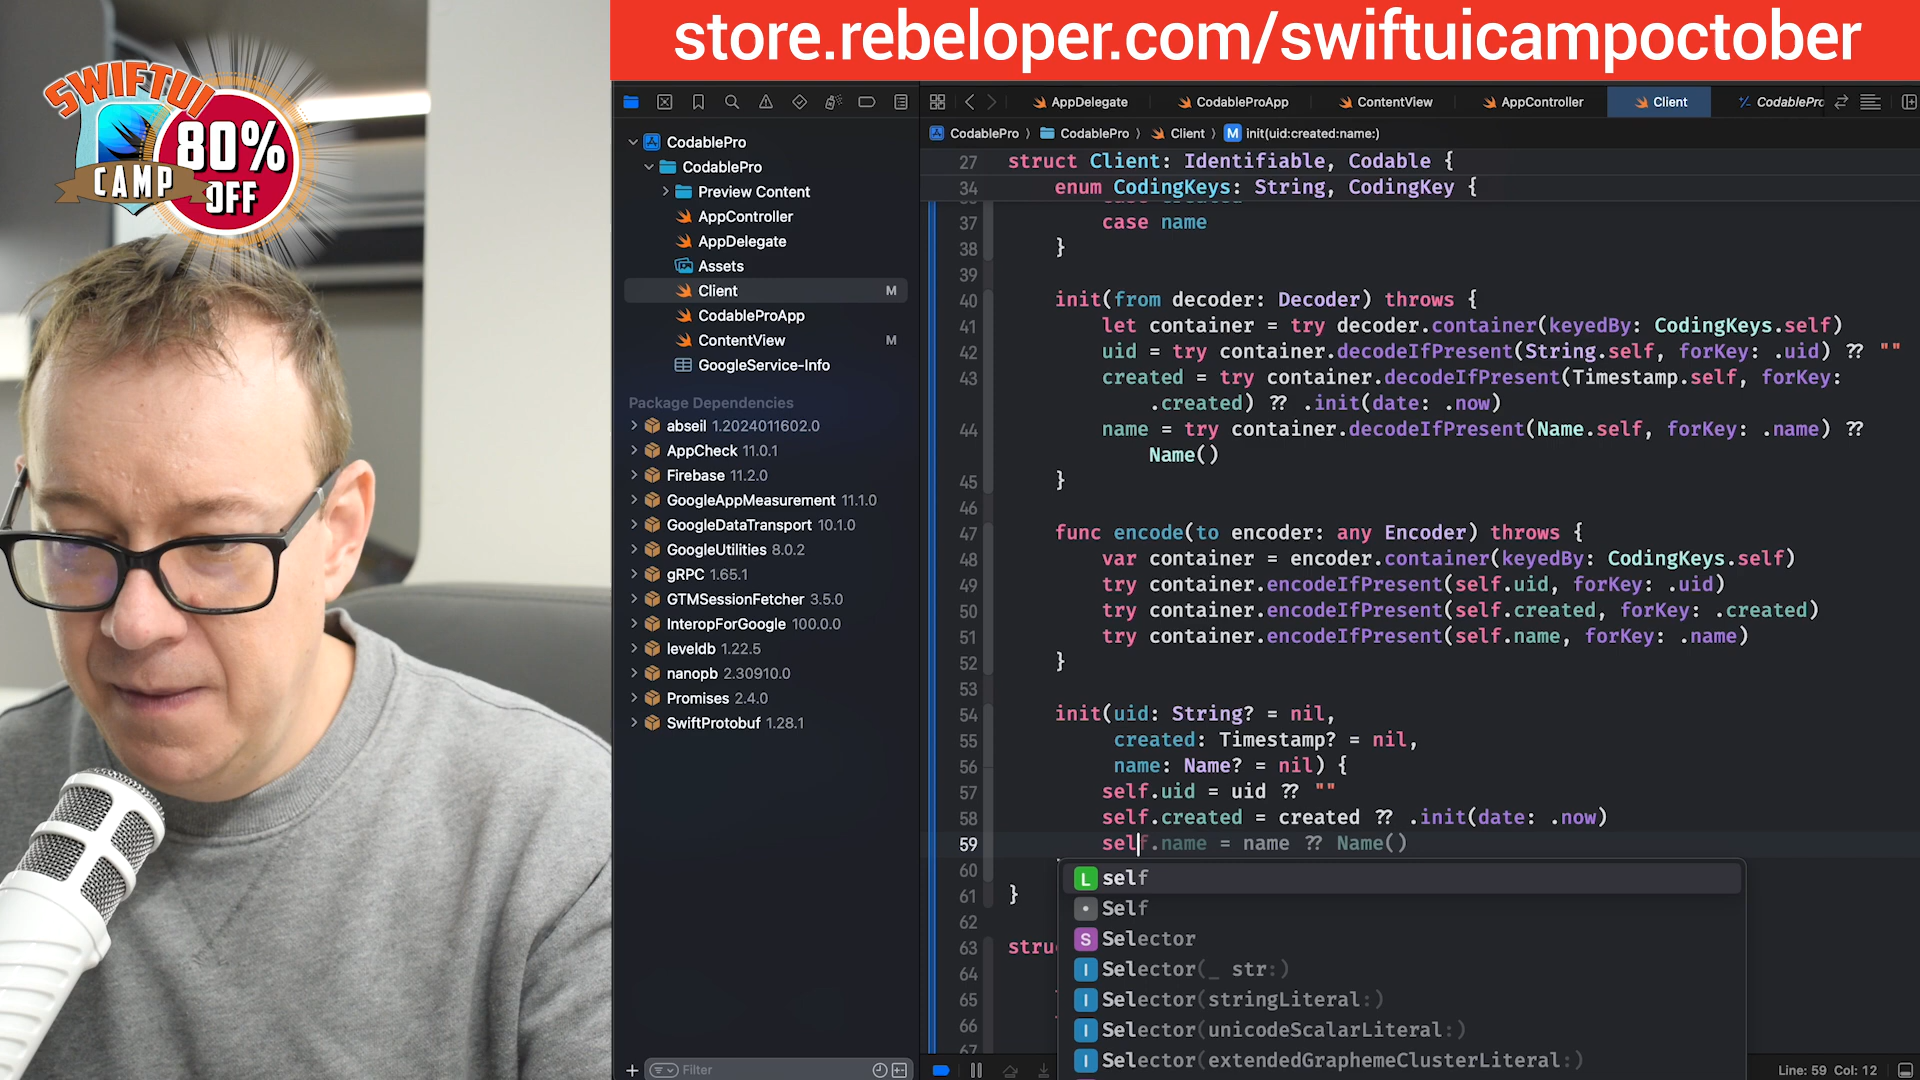 store.rebeloper.com/swiftuicampoctober
SWIFTUI
CAMP
80%
OFF
AppDelegate
CodableProApp
ContentView
AppController
Client
CodablePro
CodablePro
CodablePro
Client
M init(uid:created:name:)
CodablePro
CodablePro
Preview Content
AppController
AppDelegate
Assets
Client M
CodableProApp
ContentView M
GoogleService-Info
Package Dependencies
abseil 1.2024011602.0
AppCheck 11.0.1
Firebase 11.2.0
GoogleAppMeasurement 11.1.0
GoogleDataTransport 10.1.0
GoogleUtilities 8.0.2
gRPC 1.65.1
GTMSessionFetcher 3.5.0
InteropForGoogle 100.0.0
leveldb 1.22.5
nanopb 2.30910.0
Promises 2.4.0
SwiftProtobuf 1.28.1
Filter
27 struct Client: Identifiable, Codable {
34 enum CodingKeys: String, CodingKey {
37 case name
38 }
39
40 init(from decoder: Decoder) throws {
41 let container = try decoder.container(keyedBy: CodingKeys.self)
42 uid = try container.decodeIfPresent(String.self, forKey: .uid) ?? ""
43 created = try container.decodeIfPresent(Timestamp.self, forKey:
.created) ?? .init(date: .now)
44 name = try container.decodeIfPresent(Name.self, forKey: .name) ??
Name()
45 }
46
47 func encode(to encoder: any Encoder) throws {
48 var container = encoder.container(keyedBy: CodingKeys.self)
49 try container.encodeIfPresent(self.uid, forKey: .uid)
50 try container.encodeIfPresent(self.created, forKey: .created)
51 try container.encodeIfPresent(self.name, forKey: .name)
52 }
53
54 init(uid: String? = nil,
55 created: Timestamp? = nil,
56 name: Name? = nil) {
57 self.uid = uid ?? ""
58 self.created = created ?? .init(date: .now)
59 self.name = name ?? Name()
60
61 }
62
63 stru
64
65
66
67
L self
Self
S Selector
I Selector(_ str:)
I Selector(stringLiteral:)
I Selector(unicodeScalarLiteral:)
I Selector(extendedGraphemeClusterLiteral:)
Line: 59 Col: 12